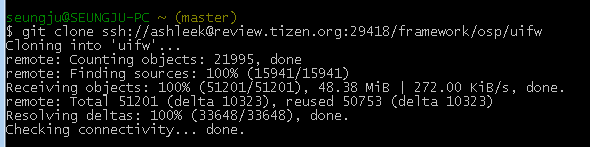 seungju@SEUNGJU-PC ~ (master)
$ git clone ssh://ashleek@review.tizen.org:29418/framework/osp/uifw
Cloning into 'uifw'...
remote: Counting objects: 21995, done
remote: Finding sources: 100% (15941/15941)
Receiving objects: 100% (51201/51201), 48.38 MiB | 272.00 KiB/s, done.
remote: Total 51201 (delta 10323), reused 50753 (delta 10323)
Resolving deltas: 100% (33648/33648), done.
Checking connectivity... done.